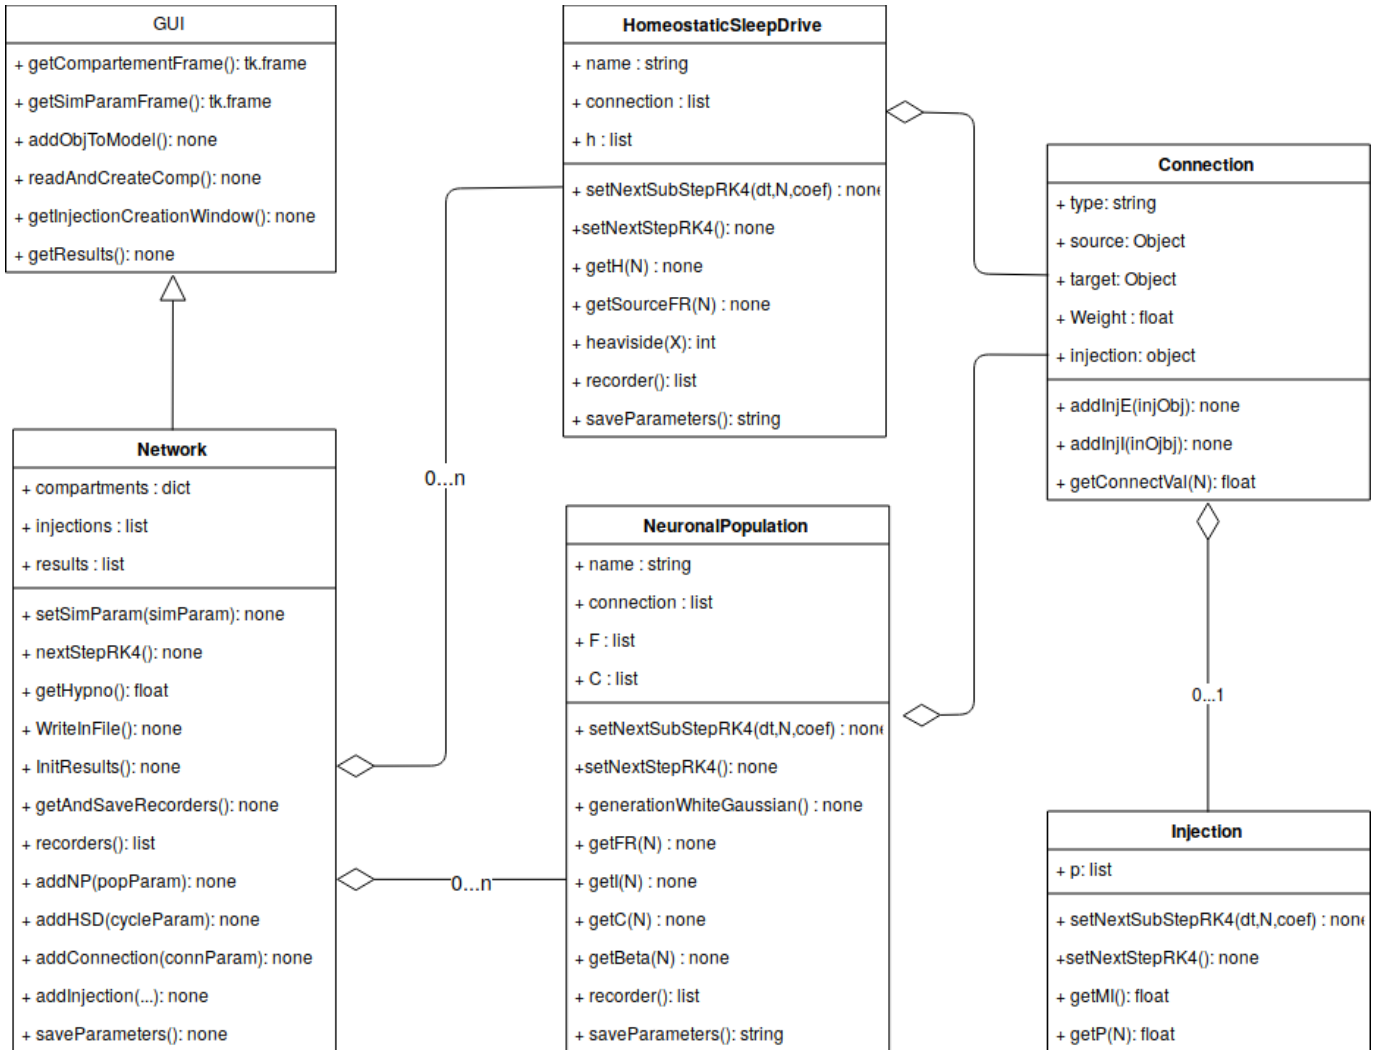 GUI
+ getCompartementFrame(): tk.frame
+ getSimParamFrame(): tk.frame
+ addObjToModel(): none
+ readAndCreateComp(): none
+ getInjectionCreationWindow(): none
+ getResults(): none
HomeostaticSleepDrive
+ name : string
+ connection : list
+ h : list
+ setNextSubStepRK4(dt,N,coef) : none
+setNextStepRK4(): none
+ getH(N) : none
+ getSourceFR(N) : none
+ heaviside(X): int
+ recorder(): list
+ saveParameters(): string
Connection
+ type: string
+ source: Object
+ target: Object
+ Weight : float
+ injection: object
+ addInjE(injObj): none
+ addInjI(inOjbj): none
+ getConnectVal(N): float
Network
+ compartments : dict
+ injections : list
+ results : list
+ setSimParam(simParam): none
+ nextStepRK4(): none
+ getHypno(): float
+ WriteInFile(): none
+ InitResults(): none
+ getAndSaveRecorders(): none
+ recorders(): list
+ addNP(popParam): none
+ addHSD(cycleParam): none
+ addConnection(connParam): none
+ addInjection(...): none
+ saveParameters(): none
0...n
0...n
NeuronalPopulation
+ name : string
+ connection : list
+ F : list
+ C : list
+ setNextSubStepRK4(dt,N,coef) : none
+setNextStepRK4(): none
+ generationWhiteGaussian() : none
+ getFR(N) : none
+ getI(N) : none
+ getC(N) : none
+ getBeta(N) : none
+ recorder(): list
+ saveParameters(): string
0...1
Injection
+ p: list
+ setNextSubStepRK4(dt,N,coef) : none
+setNextStepRK4(): none
+ getMI(): float
+ getP(N): float